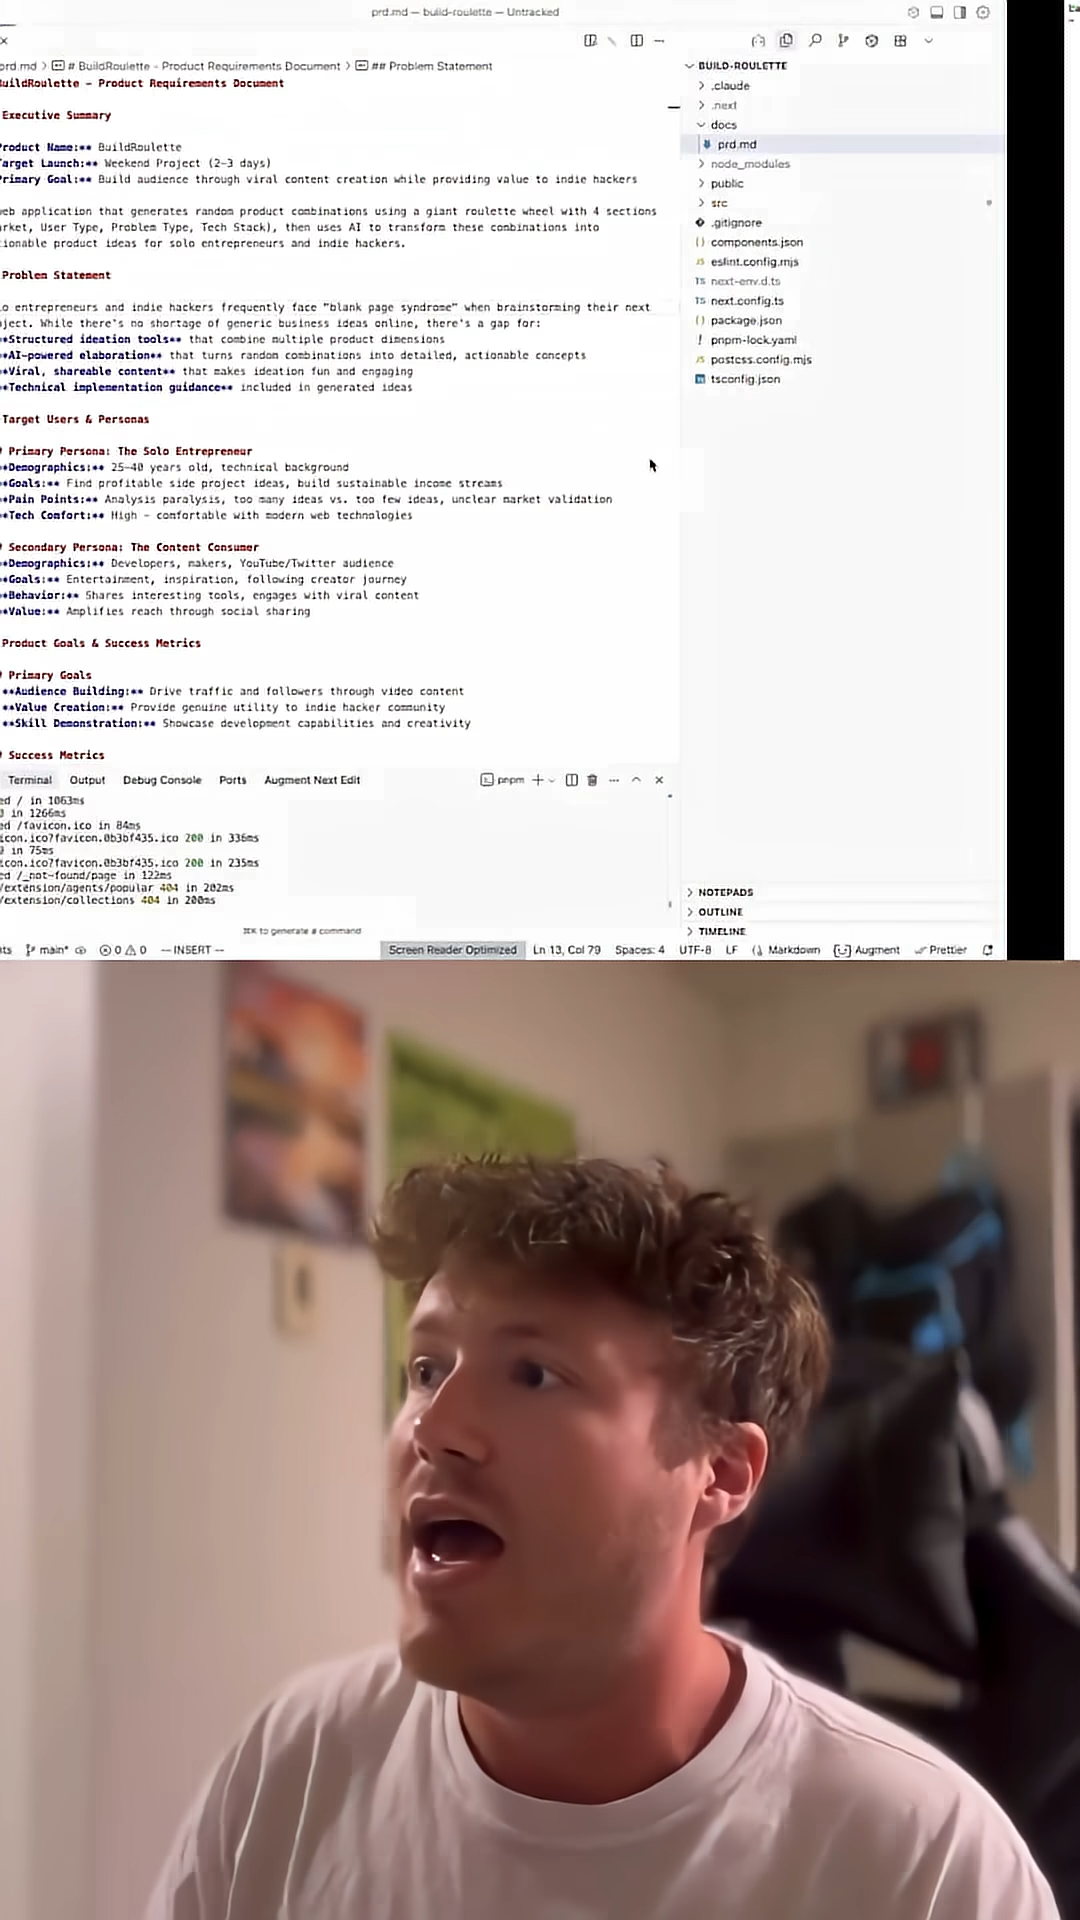 prd.md — build-roulette — Untracked
prd.md > # BuildRoulette - Product Requirements Document > ## Problem Statement
BuildRoulette - Product Requirements Document
Executive Summary
Product Name:** BuildRoulette
Target Launch:** Weekend Project (2-3 days)
Primary Goal:** Build audience through viral content creation while providing value to indie hackers
eb application that generates random product combinations using a giant roulette wheel with 4 sections
rket, User Type, Problem Type, Tech Stack), then uses AI to transform these combinations into
tionable product ideas for solo entrepreneurs and indie hackers.
Problem Statement
lo entrepreneurs and indie hackers frequently face "blank page syndrome" when brainstorming their next
oject. While there's no shortage of generic business ideas online, there's a gap for:
**Structured ideation tools** that combine multiple product dimensions
**AI-powered elaboration** that turns random combinations into detailed, actionable concepts
**Viral, shareable content** that makes ideation fun and engaging
**Technical implementation guidance** included in generated ideas
Target Users & Personas
# Primary Persona: The Solo Entrepreneur
**Demographics:** 25-40 years old, technical background
**Goals:** Find profitable side project ideas, build sustainable income streams
**Pain Points:** Analysis paralysis, too many ideas vs. too few ideas, unclear market validation
**Tech Comfort:** High - comfortable with modern web technologies
# Secondary Persona: The Content Consumer
**Demographics:** Developers, makers, YouTube/Twitter audience
**Goals:** Entertainment, inspiration, following creator journey
**Behavior:** Shares interesting tools, engages with viral content
**Value:** Amplifies reach through social sharing
Product Goals & Success Metrics
# Primary Goals
**Audience Building:** Drive traffic and followers through video content
**Value Creation:** Provide genuine utility to indie hacker community
**Skill Demonstration:** Showcase development capabilities and creativity
# Success Metrics
BUILD-ROULETTE
.claude
.next
docs
prd.md
node_modules
public
src
.gitignore
components.json
eslint.config.mjs
next-env.d.ts
next.config.ts
package.json
pnpm-lock.yaml
postcss.config.mjs
tsconfig.json
NOTEPADS
OUTLINE
TIMELINE
Terminal Output Debug Console Ports Augment Next Edit pnpm
ed / in 1063ms
0 in 1266ms
ed /favicon.ico in 84ms
icon.ico?favicon.0b3bf435.ico 200 in 336ms
0 in 75ms
icon.ico?favicon.0b3bf435.ico 200 in 235ms
ed /_not-found/page in 122ms
/extension/agents/popular 404 in 202ms
/extension/collections 404 in 200ms
⌘K to generate a command
ts main* 0 0 -- INSERT -- Screen Reader Optimized Ln 13, Col 79 Spaces: 4 UTF-8 LF Markdown Augment Prettier